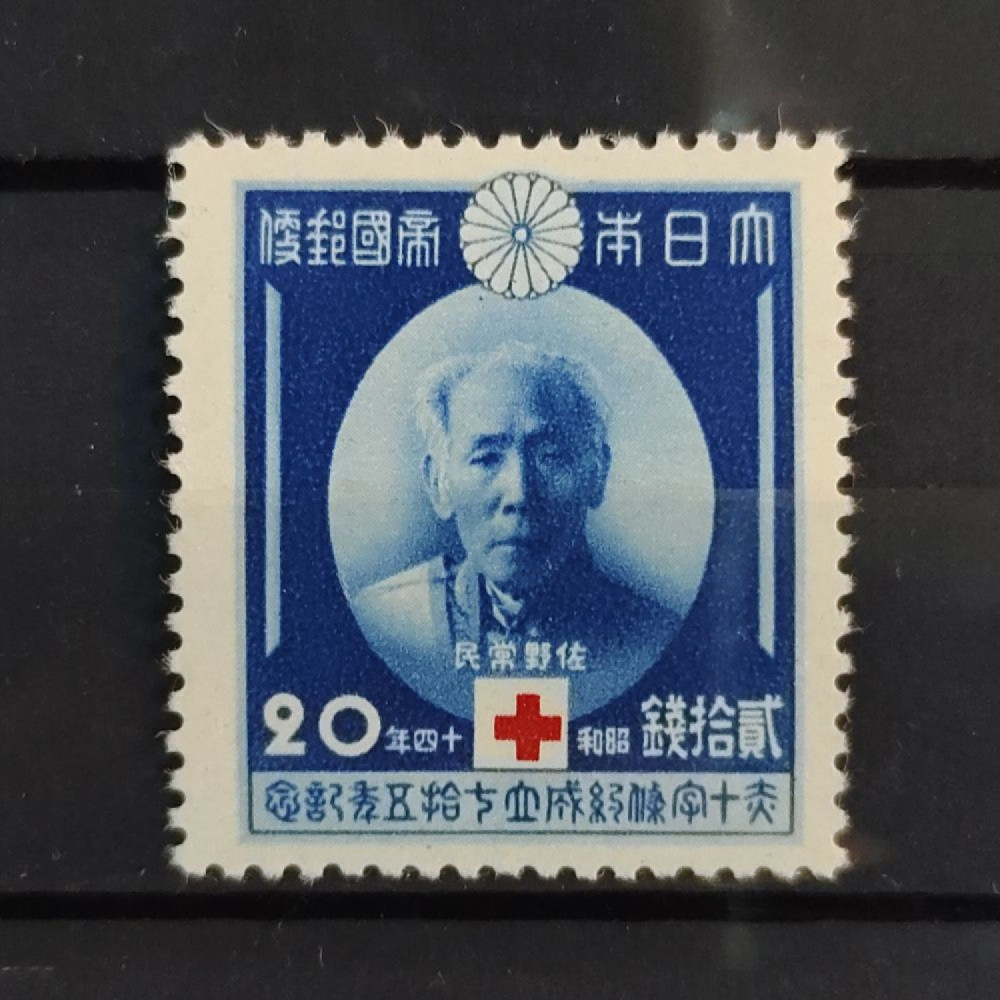 大日本帝國郵便
佐野常民
貳拾錢 昭和十四年 20
赤十字條約成立七拾五年記念